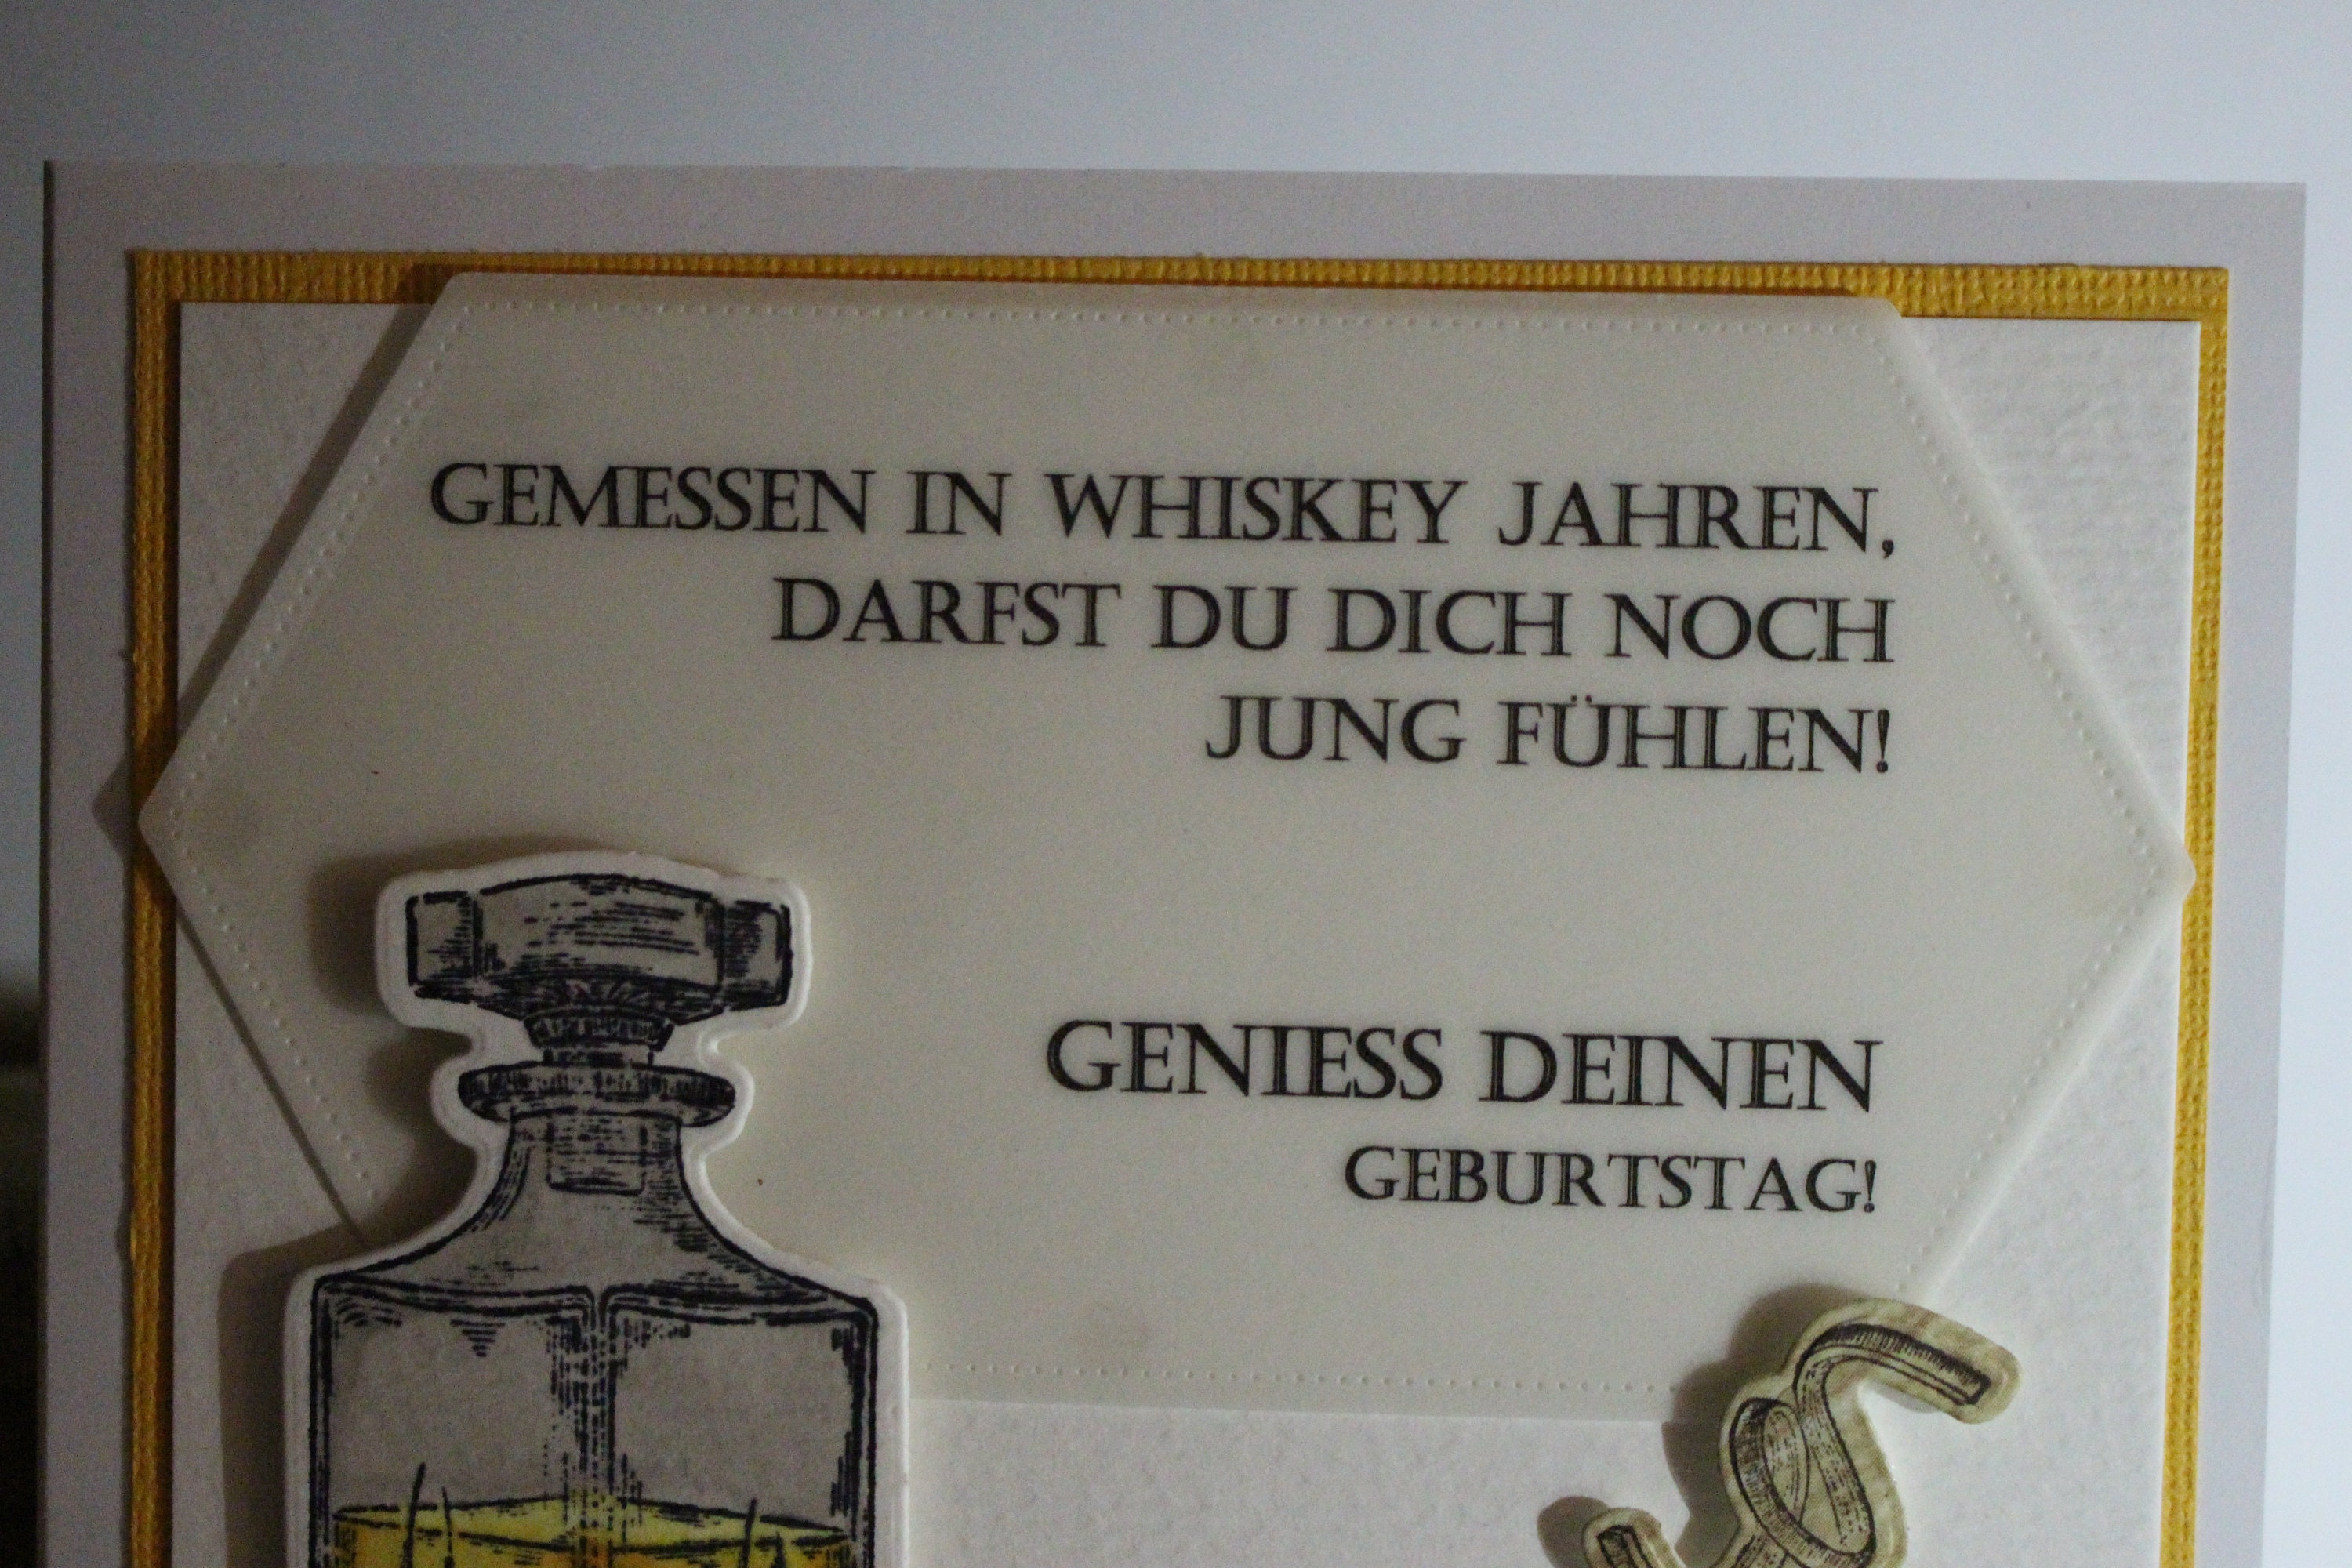 GEMESSEN IN WHISKEY JAHREN,
DARFST DU DICH NOCH
JUNG FÜHLEN!
GENIESS DEINEN
GEBURTSTAG!